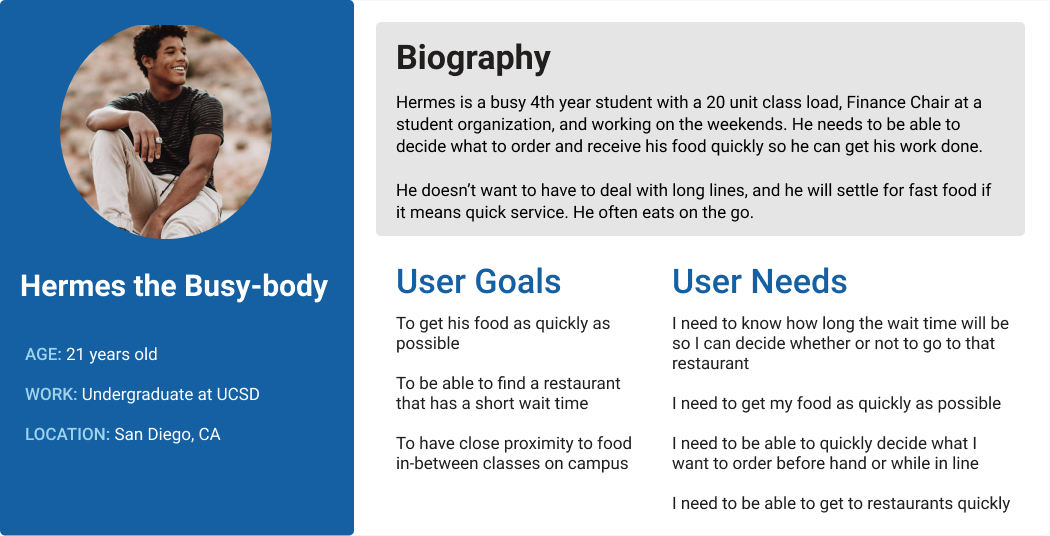 Hermes the Busy-body
AGE: 21 years old
WORK: Undergraduate at UCSD
LOCATION: San Diego, CA
Biography
Hermes is a busy 4th year student with a 20 unit class load, Finance Chair at a
student organization, and working on the weekends. He needs to be able to
decide what to order and receive his food quickly so he can get his work done.
He doesn’t want to have to deal with long lines, and he will settle for fast food if
it means quick service. He often eats on the go.
User Goals
To get his food as quickly as
possible
To be able to find a restaurant
that has a short wait time
To have close proximity to food
in-between classes on campus
User Needs
I need to know how long the wait time will be
so I can decide whether or not to go to that
restaurant
I need to get my food as quickly as possible
I need to be able to quickly decide what I
want to order before hand or while in line
I need to be able to get to restaurants quickly